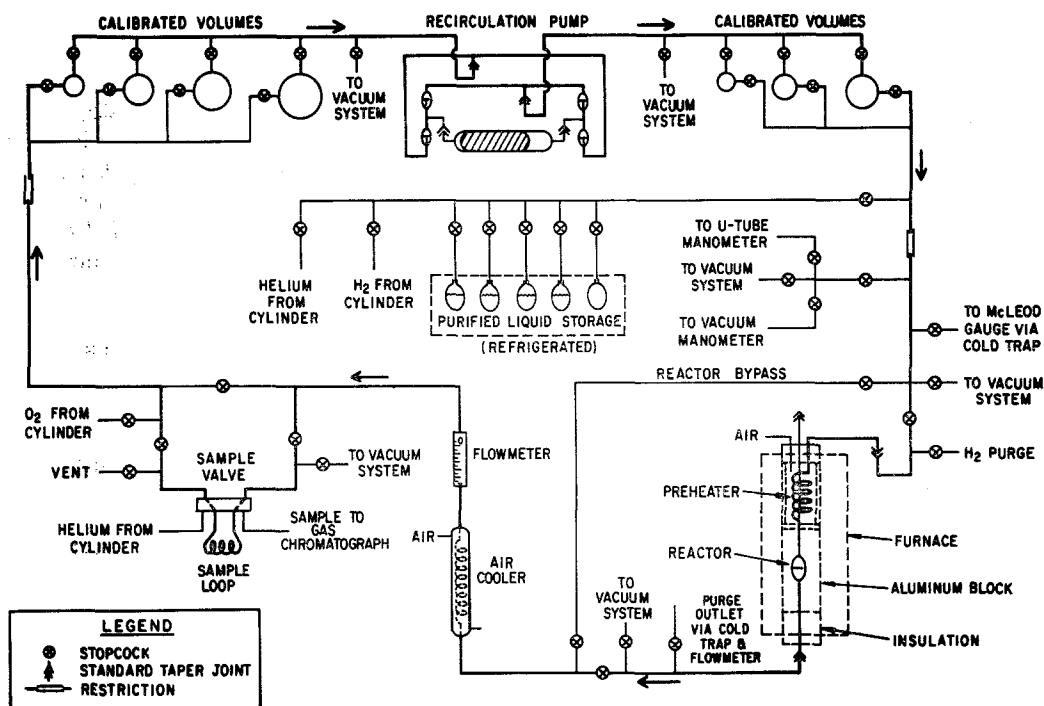 CALIBRATED VOLUMES
RECIRCULATION PUMP
CALIBRATED VOLUMES
TO
VACUUM
SYSTEM
TO
VACUUM
SYSTEM
HELIUM
FROM
CYLINDER
H2 FROM
CYLINDER
PURIFIED LIQUID STORAGE
(REFRIGERATED)
TO U-TUBE
MANOMETER
TO VACUUM
SYSTEM
TO VACUUM
MANOMETER
TO McLEOD
GAUGE VIA
COLD TRAP
REACTOR BYPASS
TO VACUUM
SYSTEM
O2 FROM
CYLINDER
VENT
SAMPLE
VALVE
TO VACUUM
SYSTEM
HELIUM FROM
CYLINDER
SAMPLE TO
GAS
CHROMATOGRAPH
SAMPLE
LOOP
FLOWMETER
AIR
AIR
COOLER
AIR
H2 PURGE
PREHEATER
REACTOR
FURNACE
ALUMINUM BLOCK
INSULATION
TO
VACUUM
SYSTEM
PURGE
OUTLET
VIA COLD
TRAP &
FLOWMETER
LEGEND
STOPCOCK
STANDARD TAPER JOINT
RESTRICTION